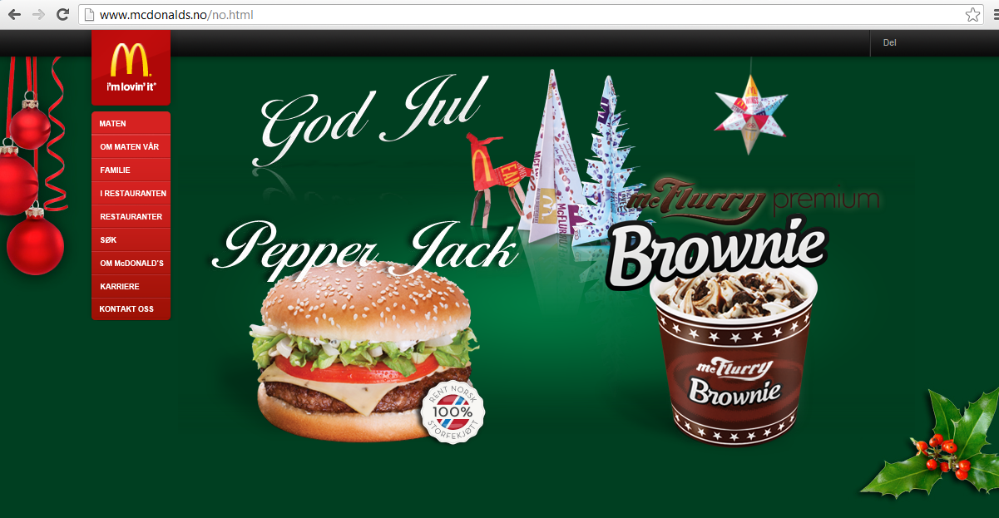 www.mcdonalds.no/no.html
Del
i'm lovin' it
MATEN
OM MATEN VÅR
FAMILIE
I RESTAURANTEN
RESTAURANTER
SØK
OM McDONALD'S
KARRIERE
KONTAKT OSS
God Jul
mcFlurry premium
Brownie
Pepper Jack
RENT NORSK
100%
STORFEKJØTT
mcFlurry
Brownie